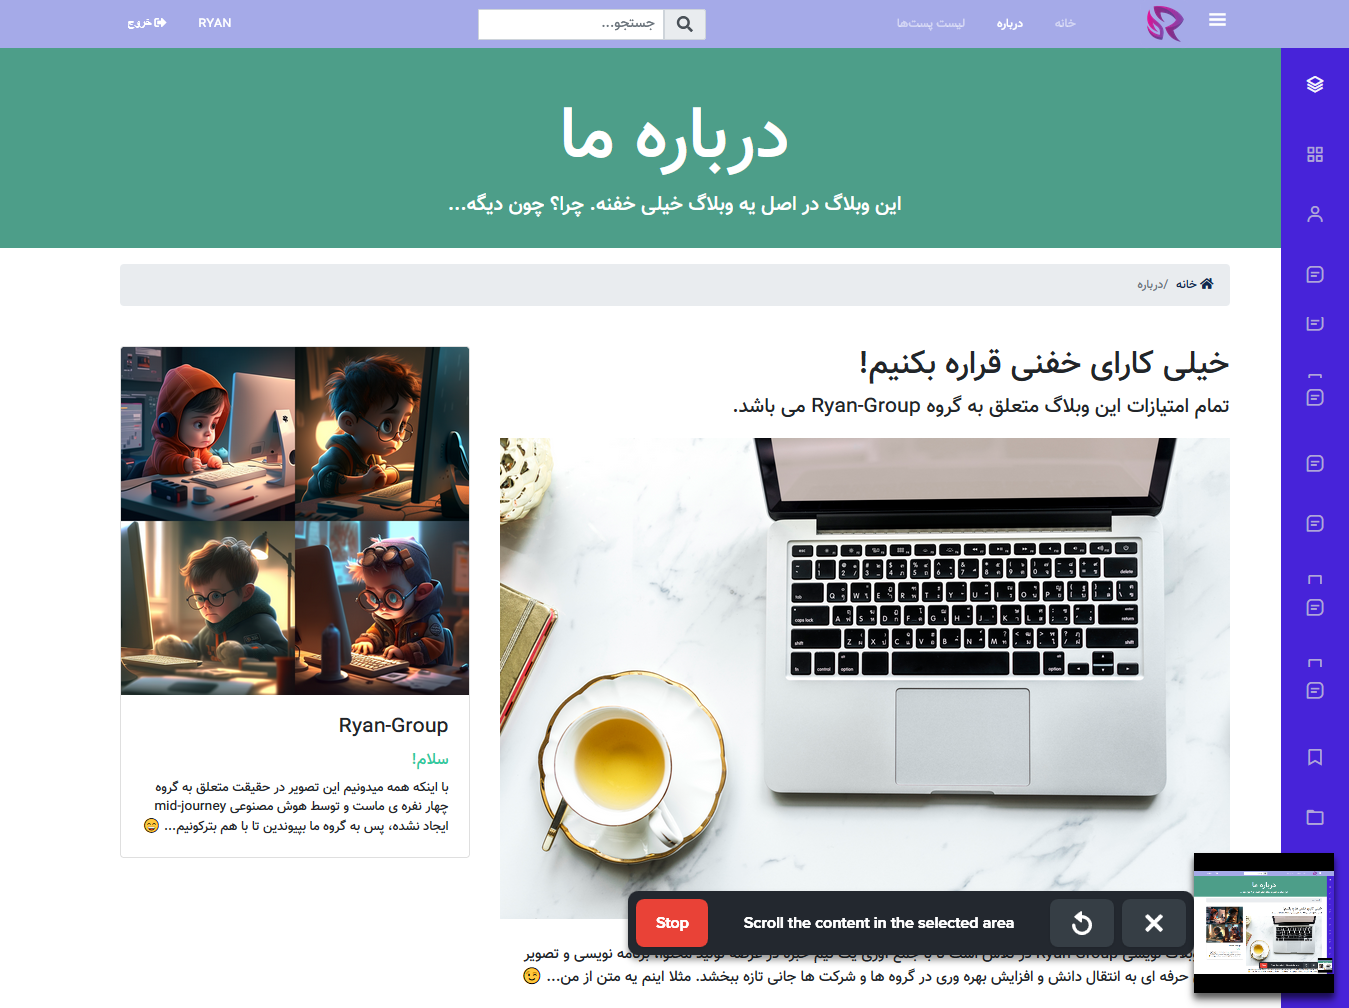 خانه
درباره
لیست پست‌ها
جستجو...
RYAN
خروج
درباره ما
این وبلاگ در اصل یه وبلاگ خیلی خفنه. چرا؟ چون دیگه...
خانه /درباره
خیلی کارای خفنی قراره بکنیم!
تمام امتیازات این وبلاگ متعلق به گروه Ryan-Group می باشد.
Ryan-Group
سلام!
با اینکه همه میدونیم این تصویر در حقیقت متعلق به گروه
چهار نفره ی ماست و توسط هوش مصنوعی mid-journey
ایجاد نشده، پس به گروه ما بپیوندین تا با هم بترکونیم... 😄
Stop
Scroll the content in the selected area
برنامه نویسی و تصویر
حرفه ای به انتقال دانش و افزایش بهره وری در گروه ها و شرکت ها جانی تازه ببخشد. مثلا اینم یه متن از من... 😉